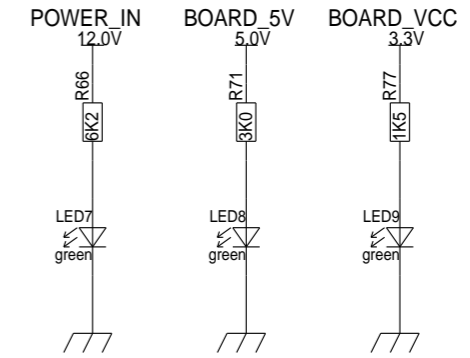 POWER_IN BOARD_5V BOARD_VCC
12.0V 5.0V 3.3V
R66 R71 R77
6K2 3K0 1K5
LED7 LED8 LED9
green green green